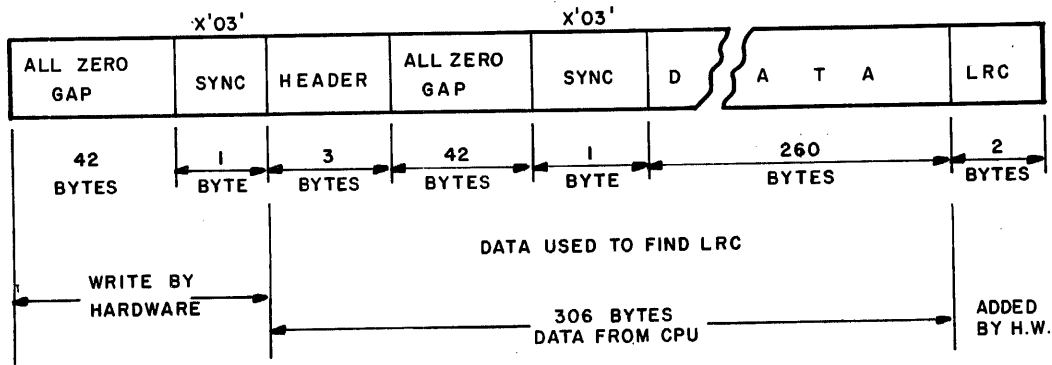 X'03' X'03'
ALL ZERO GAP SYNC HEADER ALL ZERO GAP SYNC D A T A LRC
42 BYTES 1 BYTE 3 BYTES 42 BYTES 1 BYTE 260 BYTES 2 BYTES
DATA USED TO FIND LRC
WRITE BY HARDWARE
306 BYTES DATA FROM CPU
ADDED BY H.W.